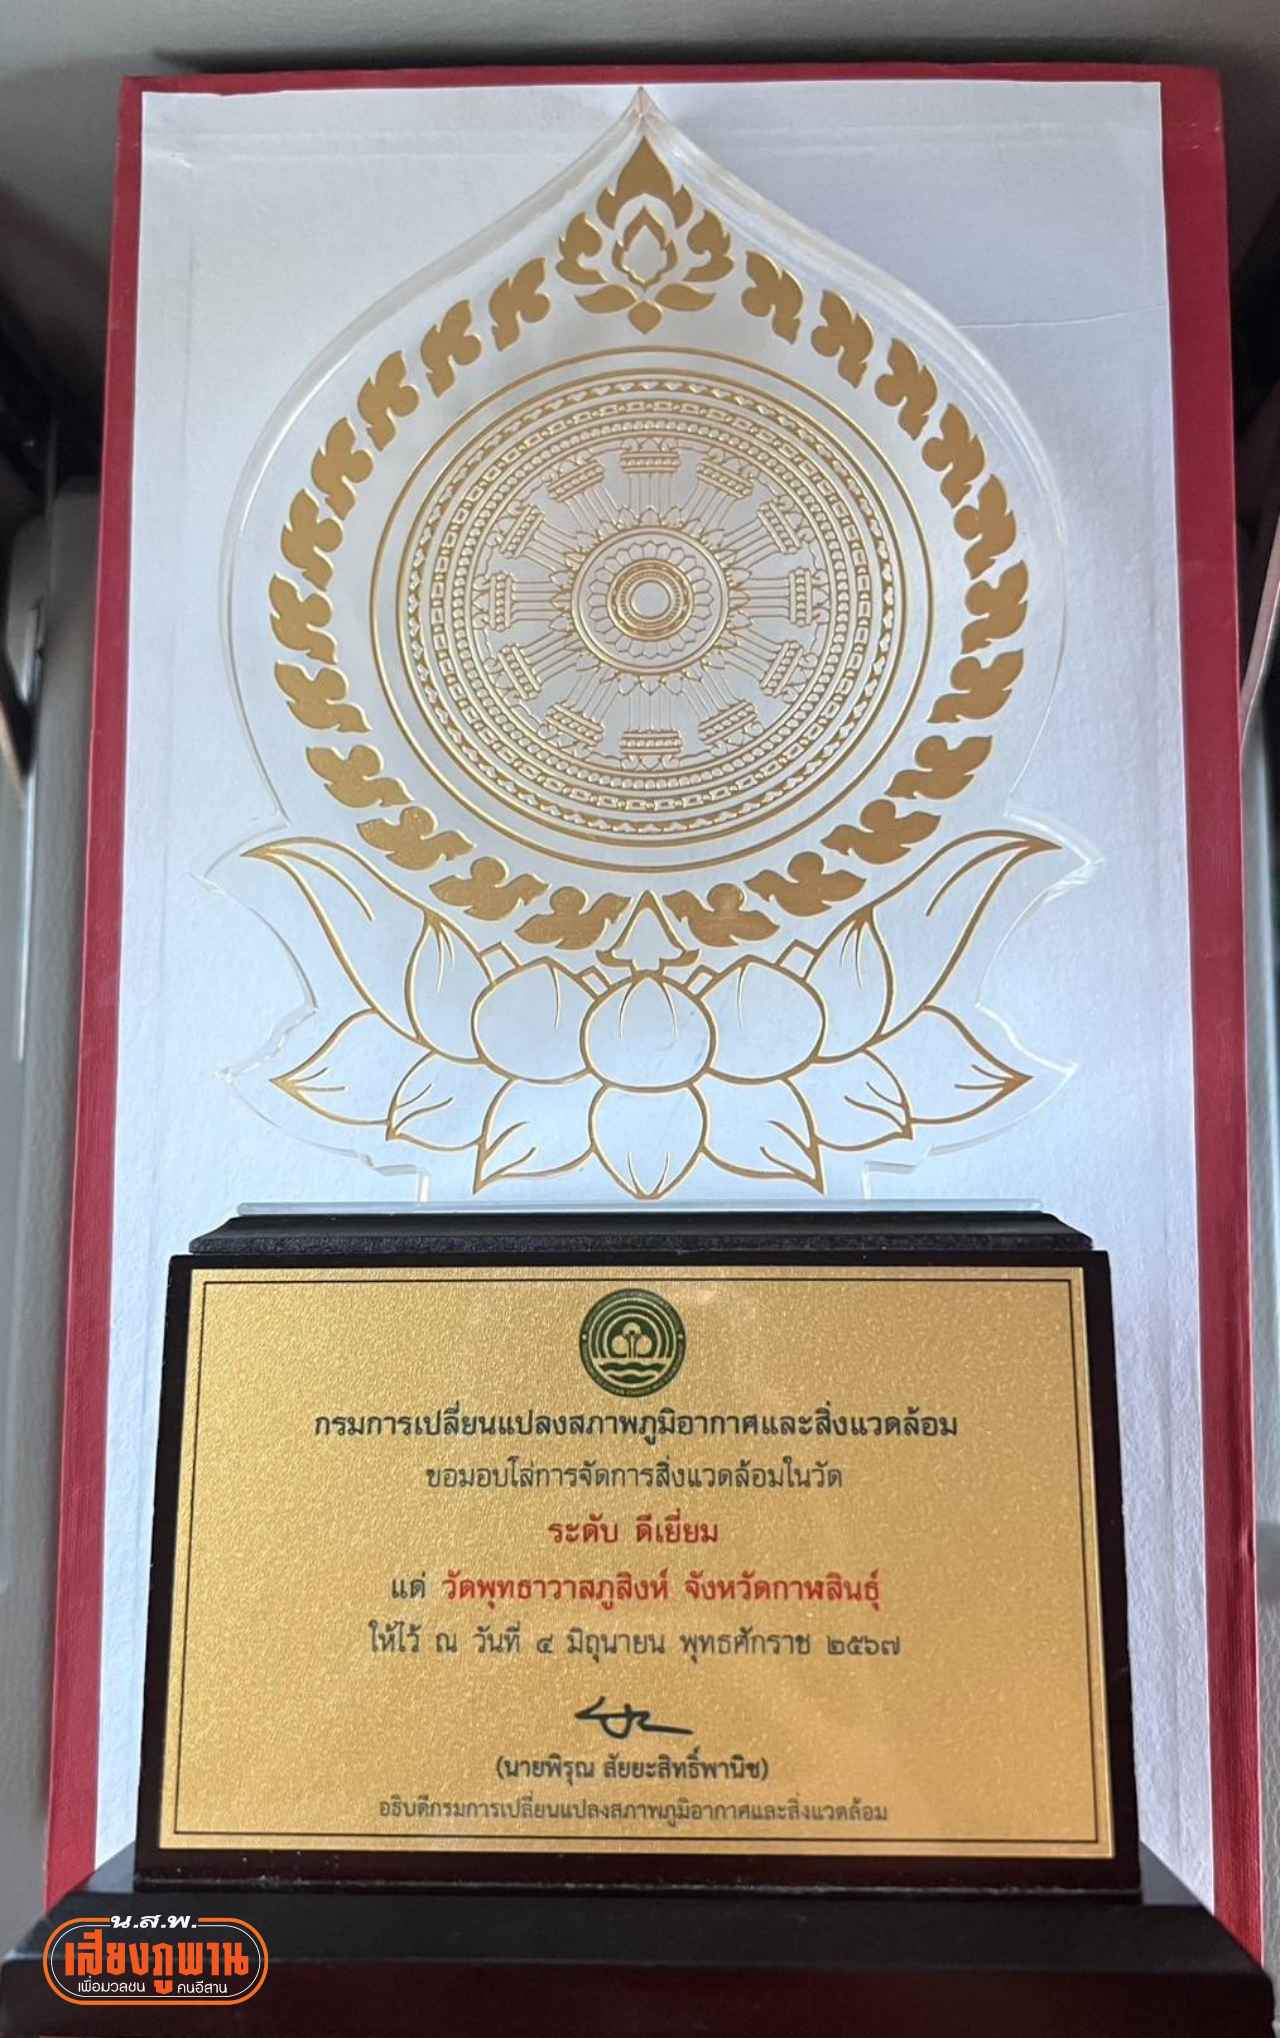 กรมการเปลี่ยนแปลงสภาพภูมิอากาศและสิ่งแวดล้อม
ขอมอบโล่การจัดการสิ่งแวดล้อมในวัด
ระดับ ดีเยี่ยม
แด่ วัดพุทธาวาสภูสิงห์ จังหวัดกาฬสินธุ์
ให้ไว้ ณ วันที่ ๔ มิถุนายน พุทธศักราช ๒๕๖๗
(นายพิรุณ สัยยะสิทธิ์พานิช)
อธิบดีกรมการเปลี่ยนแปลงสภาพภูมิอากาศและสิ่งแวดล้อม
น.ส.พ.
เสียงภูพาน
เพื่อมวลชน คนอีสาน